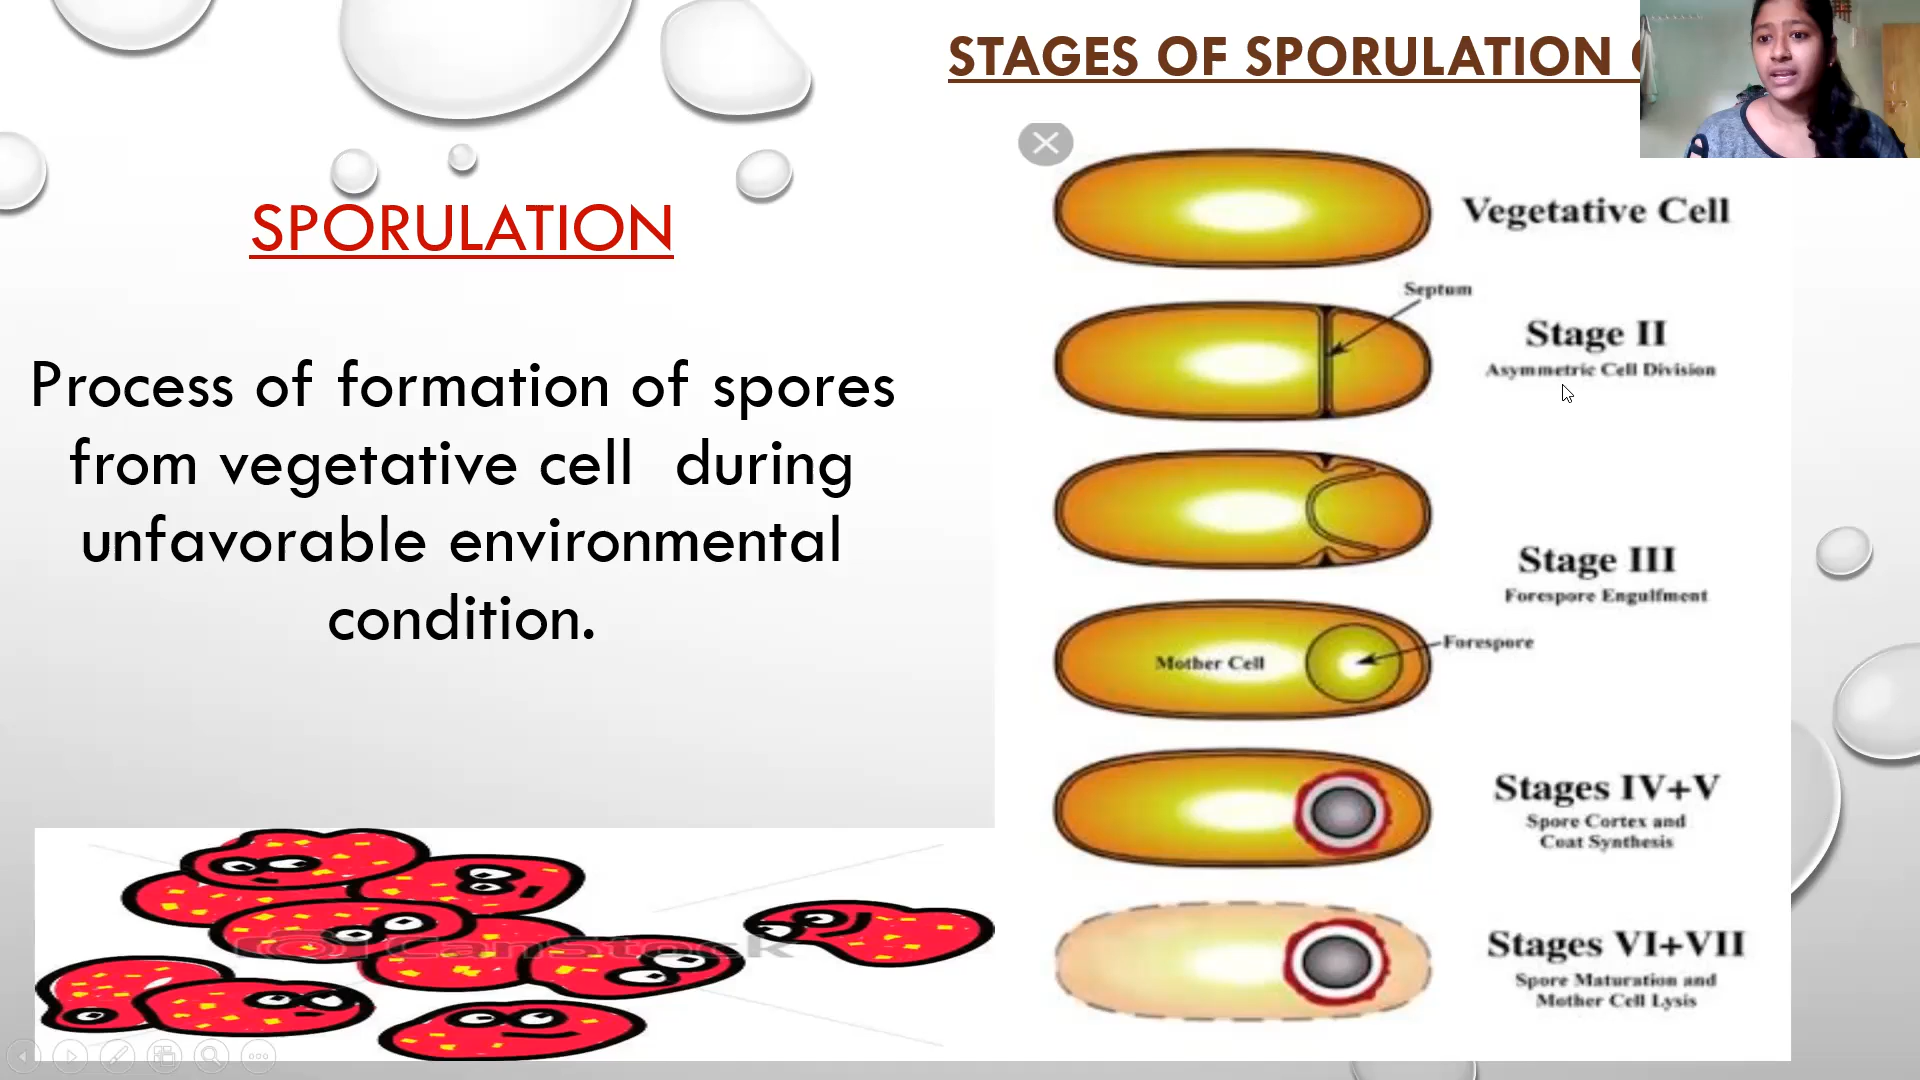 STAGES OF SPORULATION
SPORULATION
Process of formation of spores
from vegetative cell during
unfavorable environmental
condition.
Vegetative Cell
Septum
Stage II
Asymmetric Cell Division
Stage III
Forespore Engulfment
Forespore
Mother Cell
Stages IV+V
Spore Cortex and
Coat Synthesis
Stages VI+VII
Spore Maturation and
Mother Cell Lysis
CanStock